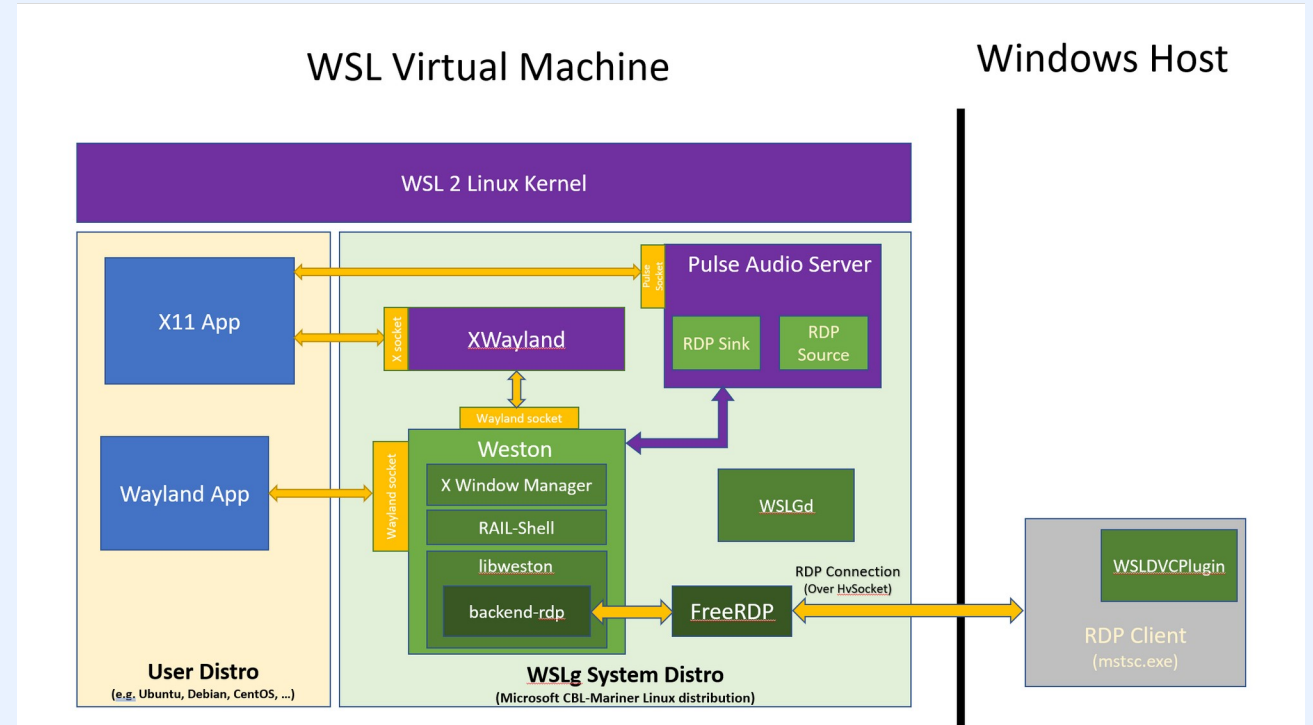 WSL Virtual Machine
Windows Host
WSL 2 Linux Kernel
X11 App
Pulse
Socket
Pulse Audio Server
RDP Sink
RDP
Source
X socket
XWayland
Wayland socket
Wayland App
Wayland socket
Weston
X Window Manager
RAIL-Shell
libweston
backend-rdp
WSLGd
FreeRDP
RDP Connection
(Over HvSocket)
WSLDVCPlugin
RDP Client
(mstsc.exe)
User Distro
(e.g. Ubuntu, Debian, CentOS, ...)
WSLg System Distro
(Microsoft CBL-Mariner Linux distribution)